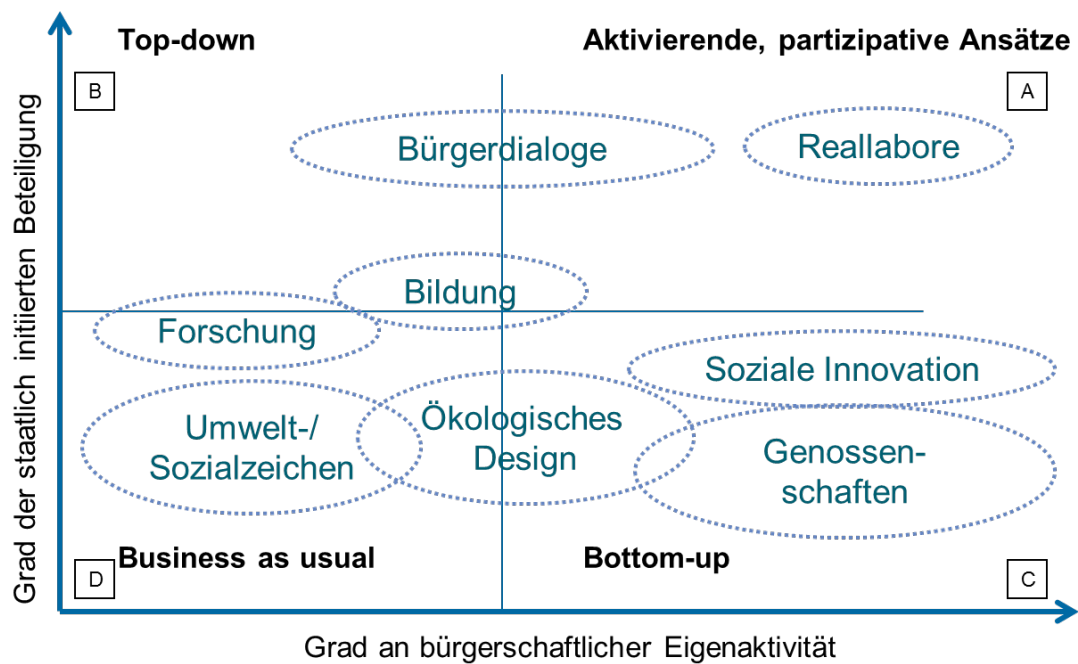 Top-down
Aktivierende, partizipative Ansätze
B
A
Bürgerdialoge
Reallabore
Grad der staatlich initiierten Beteiligung
Bildung
Forschung
Soziale Innovation
Umwelt-/
Sozialzeichen
Ökologisches
Design
Genossen-
schaften
Business as usual
Bottom-up
D
C
Grad an bürgerschaftlicher Eigenaktivität